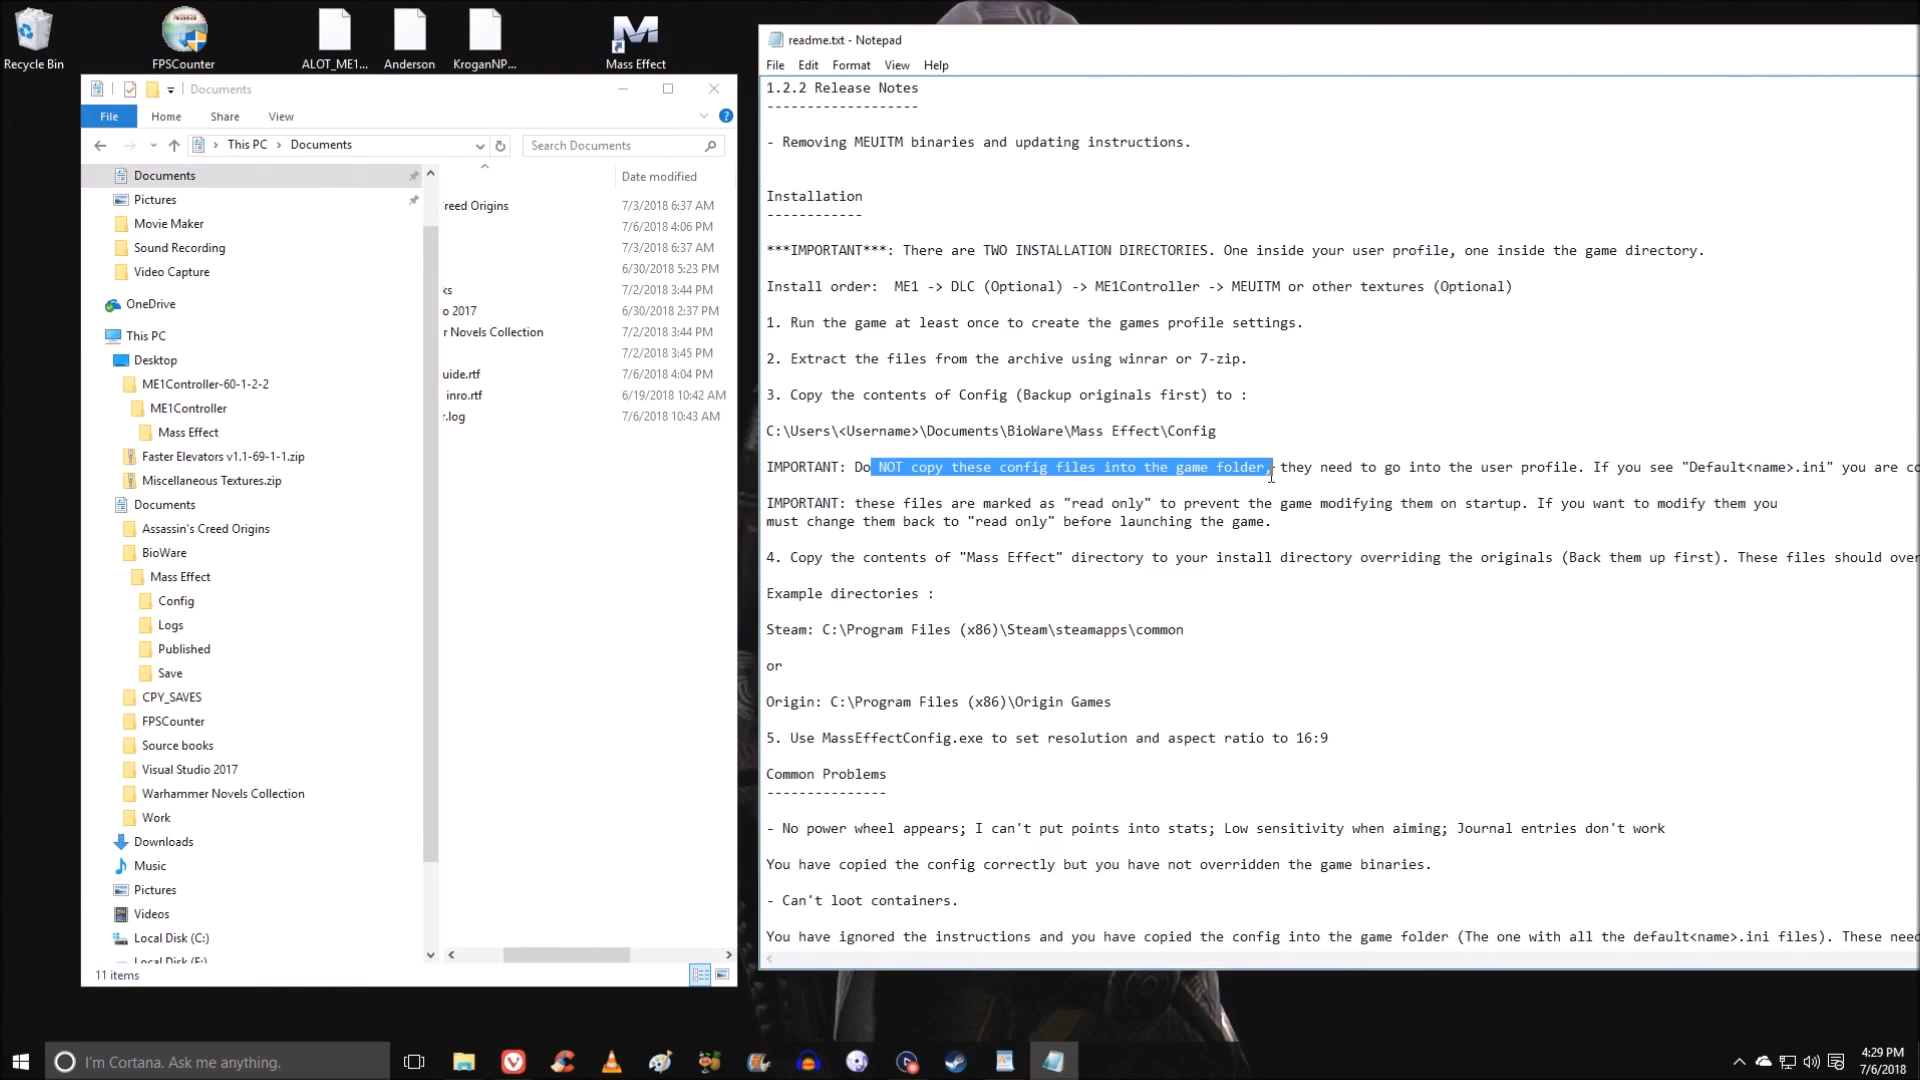 Recycle Bin
FPSCounter
ALOT_ME1...
Anderson
KroganNP...
Mass Effect
Documents
File Home Share View
This PC > Documents
Search Documents
Documents
Pictures
Movie Maker
Sound Recording
Video Capture
OneDrive
This PC
Desktop
ME1Controller-60-1-2-2
ME1Controller
Mass Effect
Faster Elevators v1.1-69-1-1.zip
Miscellaneous Textures.zip
Documents
Assassin's Creed Origins
BioWare
Mass Effect
Config
Logs
Published
Save
CPY_SAVES
FPSCounter
Source books
Visual Studio 2017
Warhammer Novels Collection
Work
Downloads
Music
Pictures
Videos
Local Disk (C:)
Local Disk (F:)
Date modified
reed Origins 7/3/2018 6:37 AM
7/6/2018 4:06 PM
7/3/2018 6:37 AM
6/30/2018 5:23 PM
ks 7/2/2018 3:44 PM
o 2017 6/30/2018 2:37 PM
r Novels Collection 7/2/2018 3:44 PM
7/2/2018 3:45 PM
uide.rtf 7/6/2018 4:04 PM
inro.rtf 6/19/2018 10:42 AM
r.log 7/6/2018 10:43 AM
11 items
readme.txt - Notepad
File Edit Format View Help
1.2.2 Release Notes
-------------------
- Removing MEUITM binaries and updating instructions.
Installation
------------
***IMPORTANT***: There are TWO INSTALLATION DIRECTORIES. One inside your user profile, one inside the game directory.
Install order:  ME1 -> DLC (Optional) -> ME1Controller -> MEUITM or other textures (Optional)
1. Run the game at least once to create the games profile settings.
2. Extract the files from the archive using winrar or 7-zip.
3. Copy the contents of Config (Backup originals first) to :
C:\Users\<Username>\Documents\BioWare\Mass Effect\Config
IMPORTANT: Do NOT copy these config files into the game folder, they need to go into the user profile. If you see "Default<name>.ini" you are co
IMPORTANT: these files are marked as "read only" to prevent the game modifying them on startup. If you want to modify them you
must change them back to "read only" before launching the game.
4. Copy the contents of "Mass Effect" directory to your install directory overriding the originals (Back them up first). These files should over
Example directories :
Steam: C:\Program Files (x86)\Steam\steamapps\common
or
Origin: C:\Program Files (x86)\Origin Games
5. Use MassEffectConfig.exe to set resolution and aspect ratio to 16:9
Common Problems
---------------
- No power wheel appears; I can't put points into stats; Low sensitivity when aiming; Journal entries don't work
You have copied the config correctly but you have not overridden the game binaries.
- Can't loot containers.
You have ignored the instructions and you have copied the config into the game folder (The one with all the default<name>.ini files). These need
I'm Cortana. Ask me anything.
4:29 PM
7/6/2018